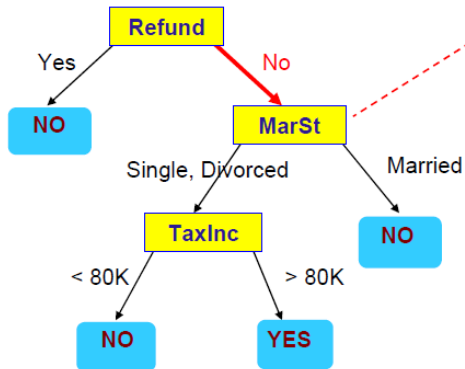 Refund
Yes
No
NO
MarSt
Single, Divorced
Married
TaxInc
NO
< 80K
> 80K
NO
YES